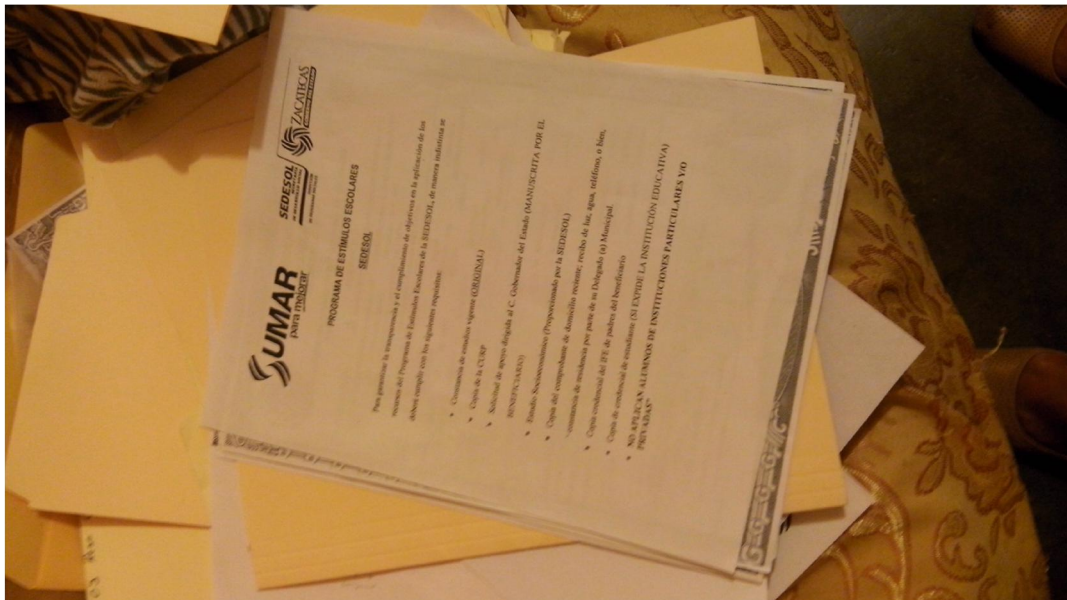 SUMAR
para mejorar
SEDESOL
ZACATECAS
PROGRAMA DE ESTÍMULOS ESCOLARES
SEDESOL
Para garantizar la transparencia y el cumplimiento de objetivos en la aplicación de los
recursos del Programa de Estímulos Escolares de la SEDESOL, de manera indistinta se
deberá cumplir con los siguientes requisitos:
• Constancia de estudios vigente (ORIGINAL)
• Copia de la CURP
• Solicitud de apoyo dirigida al C. Gobernador del Estado (MANUSCRITA POR EL
BENEFICIARIO)
• Estudio Socioeconómico (Proporcionado por la SEDESOL)
• Copia del comprobante de domicilio reciente; recibo de luz, agua, teléfono, o bien,
constancia de residencia por parte de su Delegado (a) Municipal.
• Copia credencial del IFE de padres del beneficiario
• Copia de credencial de estudiante (SI EXPIDE LA INSTITUCIÓN EDUCATIVA)
• NO APLICAN ALUMNOS DE INSTITUCIONES PARTICULARES Y/O
PRIVADAS"